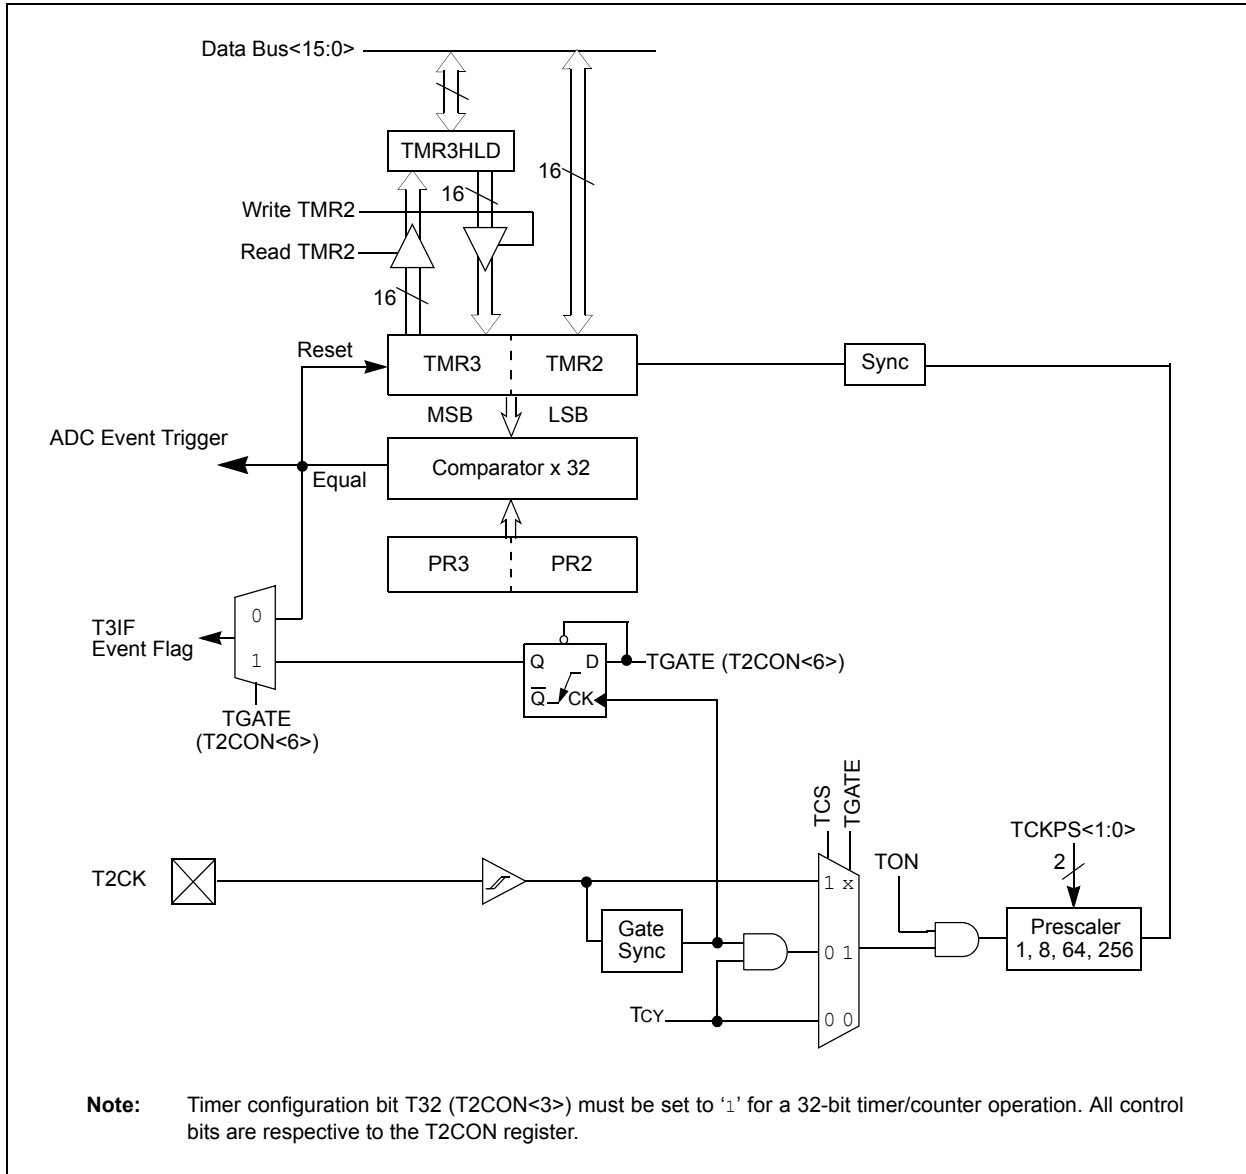 Data Bus<15:0>
TMR3HLD
16
16
Write TMR2
Read TMR2
16
Reset
TMR3
TMR2
Sync
MSB
LSB
ADC Event Trigger
Equal
Comparator x 32
PR3
PR2
0
T3IF
Event Flag
1
Q
D
TGATE (T2CON<6>)
Q̅
CK
TGATE
(T2CON<6>)
TCS
TGATE
TCKPS<1:0>
2
TON
T2CK
1 x
Gate
Sync
0 1
Prescaler
1, 8, 64, 256
TCY
0 0
Note: Timer configuration bit T32 (T2CON<3>) must be set to ‘1’ for a 32-bit timer/counter operation. All control
bits are respective to the T2CON register.